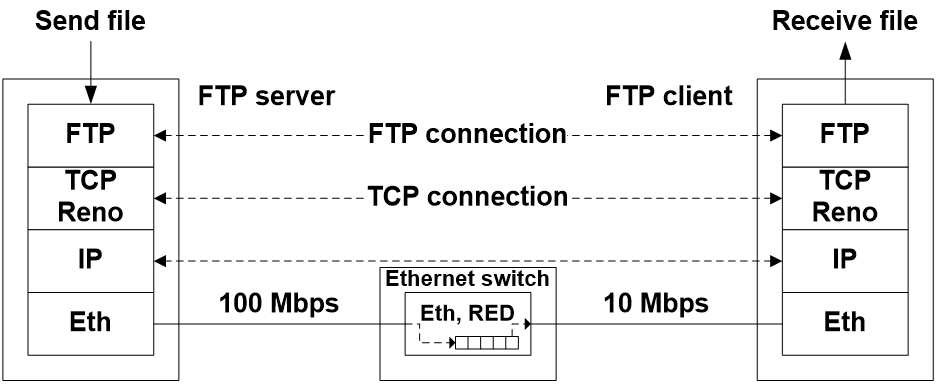 Send file
Receive file
FTP server
FTP client
FTP
FTP connection
FTP
TCP
Reno
TCP connection
TCP
Reno
IP
IP
Ethernet switch
Eth
100 Mbps
Eth, RED
10 Mbps
Eth